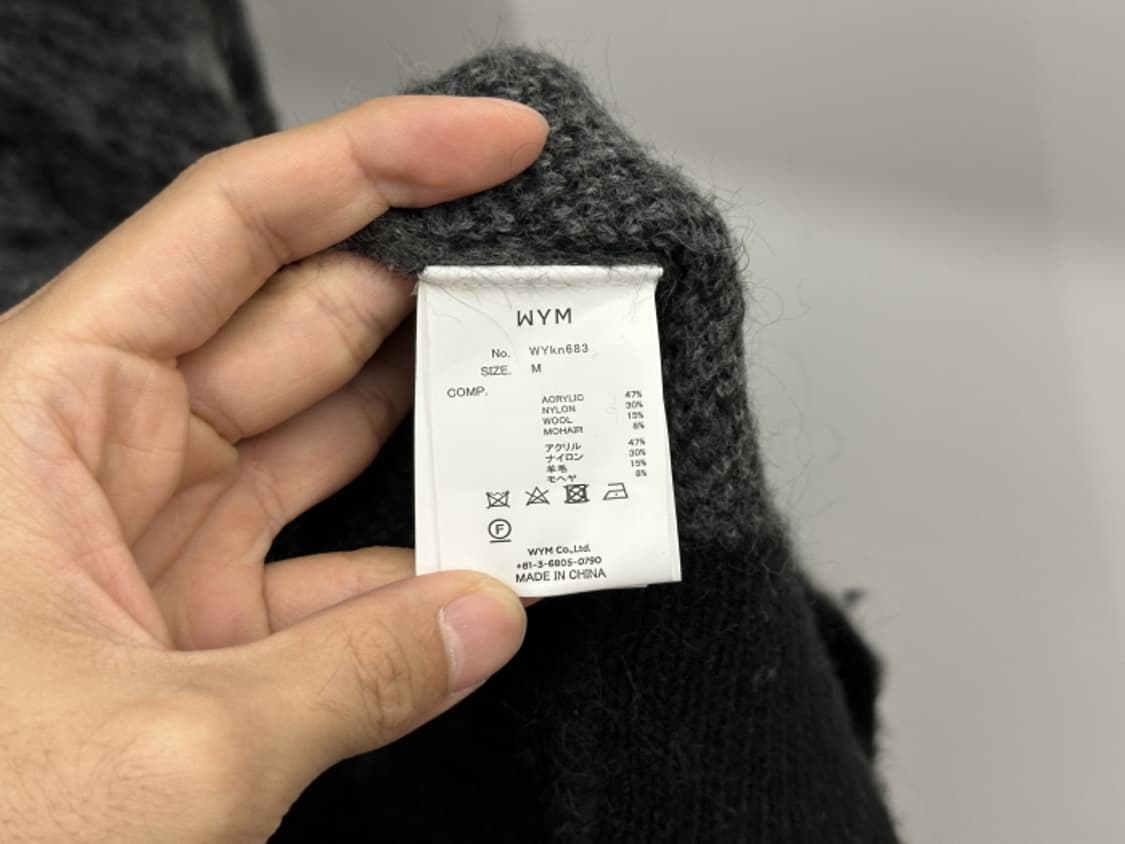 WYM
No. WYkn683
SIZE. M
COMP.
ACRYLIC 47%
NYLON 30%
WOOL 15%
MOHAIR 8%
アクリル 47%
ナイロン 30%
羊毛 15%
モヘヤ 8%
F
WYM Co.,Ltd.
+81-3-6805-0790
MADE IN CHINA